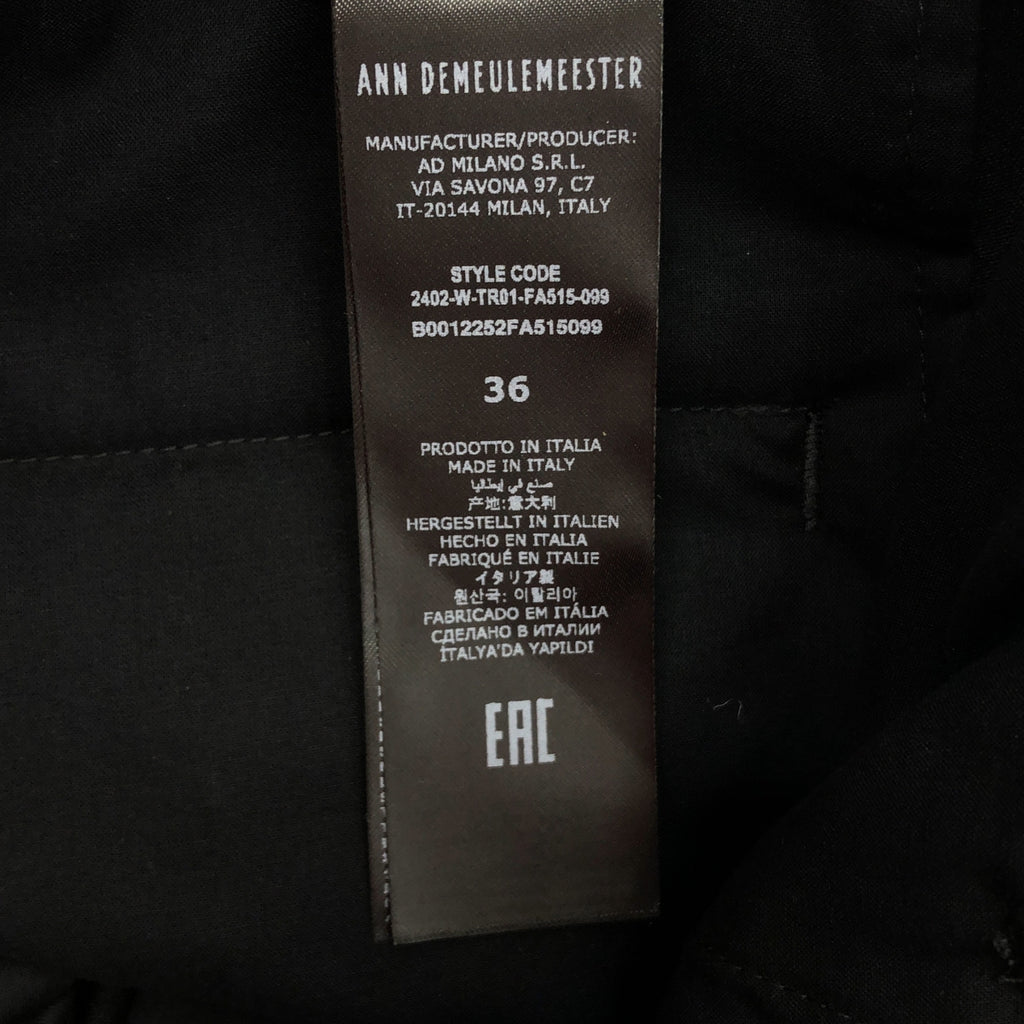 ANN DEMEULEMEESTER
MANUFACTURER/PRODUCER:
AD MILANO S.R.L.
VIA SAVONA 97, C7
IT-20144 MILAN, ITALY
STYLE CODE
2402-W-TR01-FA515-099
B0012252FA515099
36
PRODOTTO IN ITALIA
MADE IN ITALY
صنع في إيطاليا
产地:意大利
HERGESTELLT IN ITALIEN
HECHO EN ITALIA
FABRIQUÉ EN ITALIE
イタリア製
원산국: 이탈리아
FABRICADO EM ITÁLIA
СДЕЛАНО В ИТАЛИИ
İTALYA'DA YAPILDI
EAC